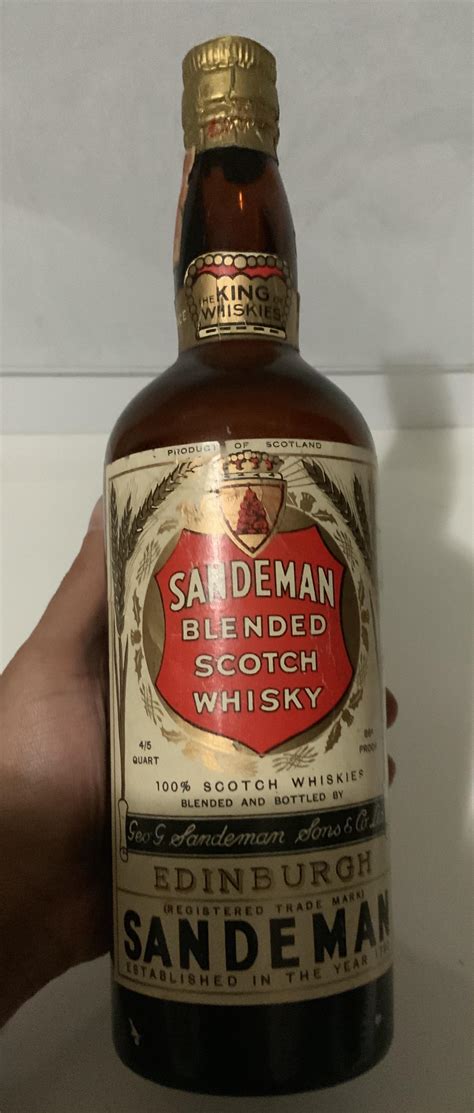 THE KING OF
WHISKIES
PRODUCT OF SCOTLAND
SANDEMAN
BLENDED
SCOTCH
WHISKY
4/5
QUART
PROOF
100% SCOTCH WHISKIES
BLENDED AND BOTTLED BY
Geo G Sandeman Sons & Co
EDINBURGH
(REGISTERED TRADE MARK)
SANDEMAN
ESTABLISHED IN THE YEAR